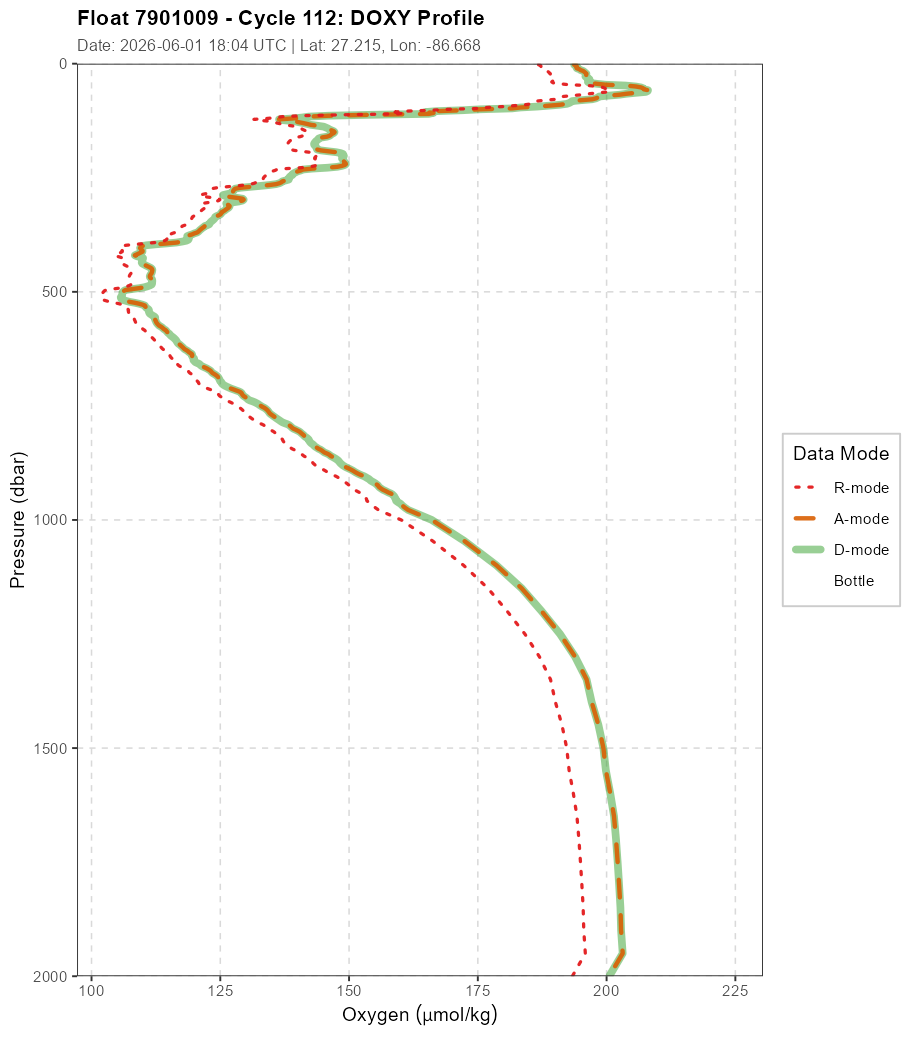 Float 7901009 - Cycle 112: DOXY Profile
Date: 2026-06-01 18:04 UTC | Lat: 27.215, Lon: -86.668
0
500
1000
1500
2000
Pressure (dbar)
100 125 150 175 200 225
Oxygen (μmol/kg)
Data Mode
R-mode
A-mode
D-mode
Bottle